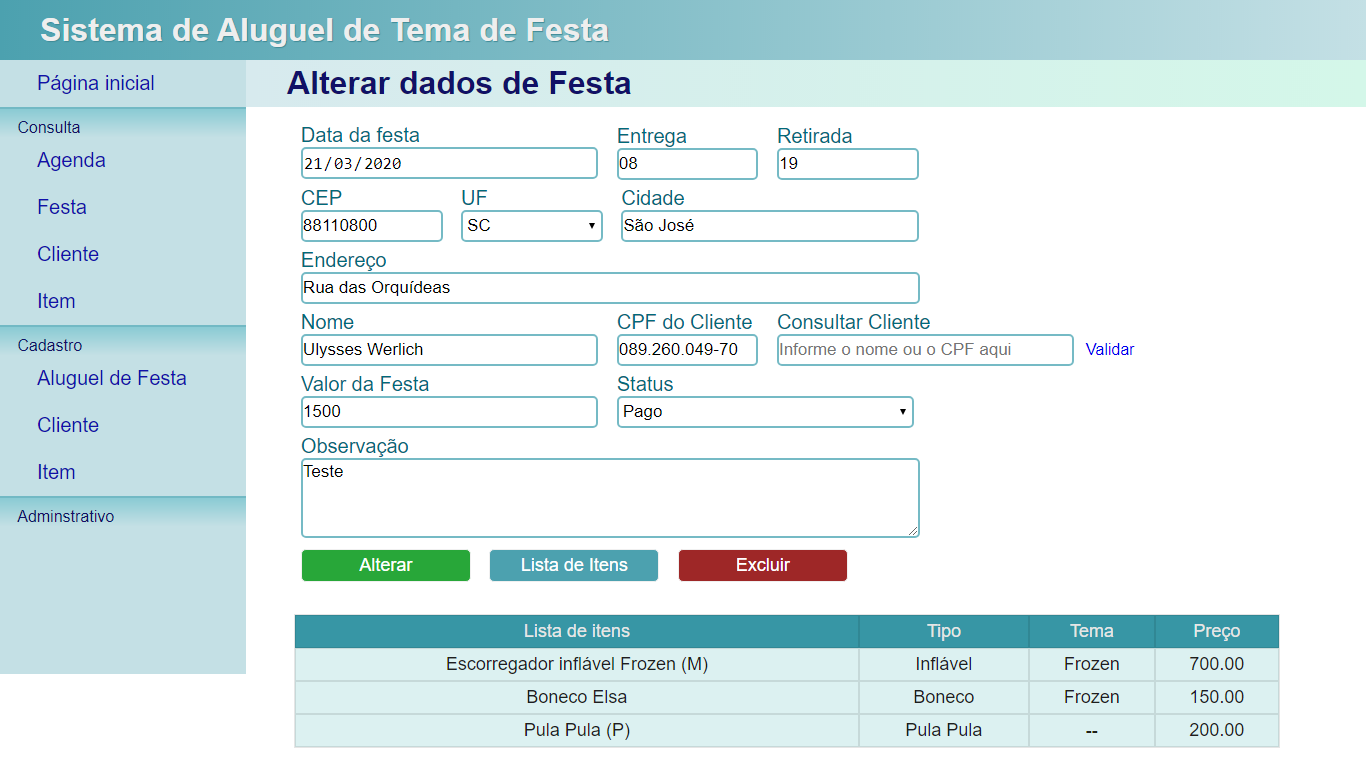 Sistema de Aluguel de Tema de Festa
Página inicial
Consulta
Agenda
Festa
Cliente
Item
Cadastro
Aluguel de Festa
Cliente
Item
Adminstrativo
Alterar dados de Festa
Data da festa Entrega Retirada
21/03/2020 08 19
CEP UF Cidade
88110800 SC São José
Endereço
Rua das Orquídeas
Nome CPF do Cliente Consultar Cliente
Ulysses Werlich 089.260.049-70 Informe o nome ou o CPF aqui Validar
Valor da Festa Status
1500 Pago
Observação
Teste
Alterar Lista de Itens Excluir
Lista de itens Tipo Tema Preço
Escorregador inflável Frozen (M) Inflável Frozen 700.00
Boneco Elsa Boneco Frozen 150.00
Pula Pula (P) Pula Pula -- 200.00